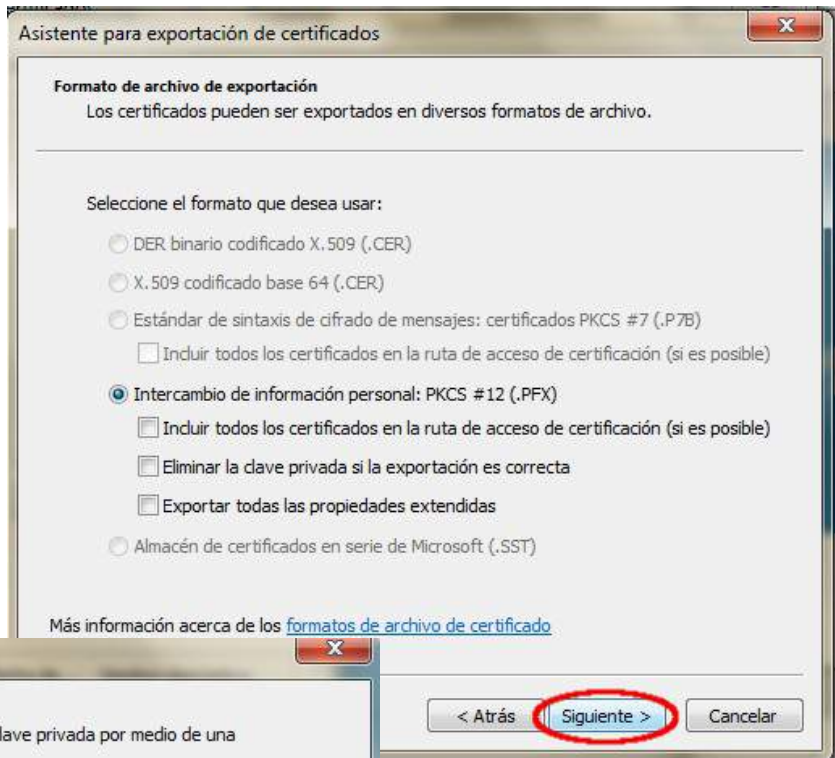 Asistente para exportación de certificados
Formato de archivo de exportación
Los certificados pueden ser exportados en diversos formatos de archivo.
Seleccione el formato que desea usar:
DER binario codificado X.509 (.CER)
X.509 codificado base 64 (.CER)
Estándar de sintaxis de cifrado de mensajes: certificados PKCS #7 (.P7B)
Incluir todos los certificados en la ruta de acceso de certificación (si es posible)
Intercambio de información personal: PKCS #12 (.PFX)
Incluir todos los certificados en la ruta de acceso de certificación (si es posible)
Eliminar la clave privada si la exportación es correcta
Exportar todas las propiedades extendidas
Almacén de certificados en serie de Microsoft (.SST)
Más información acerca de los formatos de archivo de certificado
< Atrás Siguiente > Cancelar
lave privada por medio de una